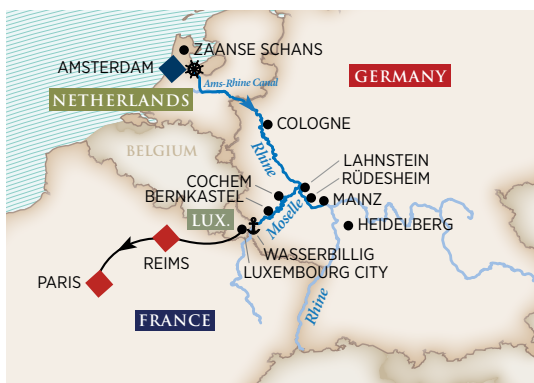 ZAANSE SCHANS
AMSTERDAM
Ams-Rhine Canal
GERMANY
NETHERLANDS
COLOGNE
BELGIUM
Rhine
LAHNSTEIN
RÜDESHEIM
COCHEM
BERNKASTEL
MAINZ
Moselle
LUX.
HEIDELBERG
WASSERBILLIG
LUXEMBOURG CITY
REIMS
PARIS
Rhine
FRANCE